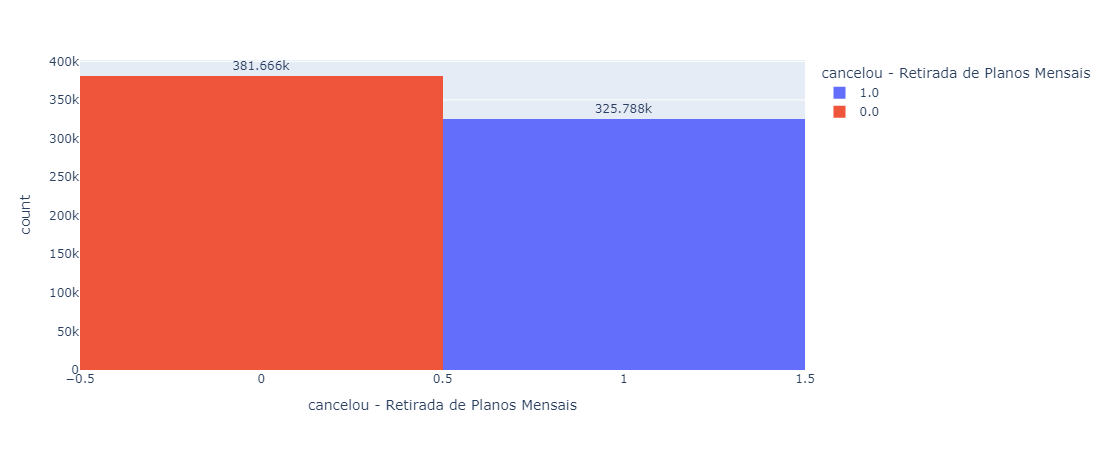 400k
350k
300k
250k
200k
150k
100k
50k
0
count
381.666k
325.788k
−0.5
0
0.5
1
1.5
cancelou - Retirada de Planos Mensais
cancelou - Retirada de Planos Mensais
1.0
0.0